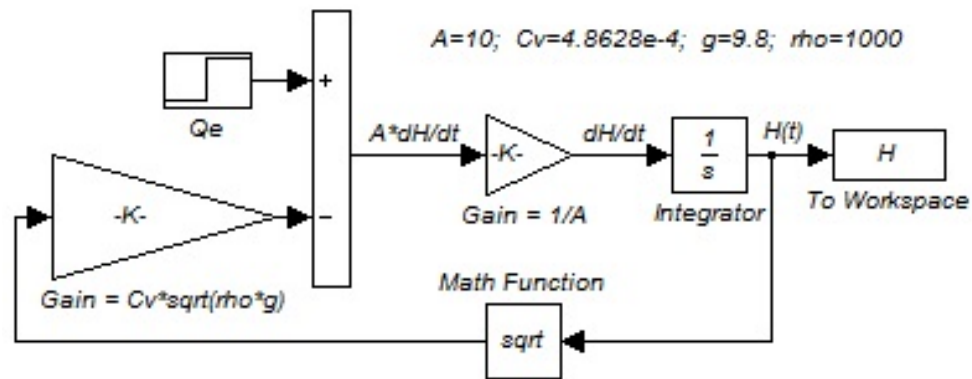 A=10; Cv=4.8628e-4; g=9.8; rho=1000
+
Qe
A*dH/dt
-K-
dH/dt
1
s
H(t)
H
-K-
−
Gain = 1/A
Integrator
To Workspace
Gain = Cv*sqrt(rho*g)
Math Function
sqrt